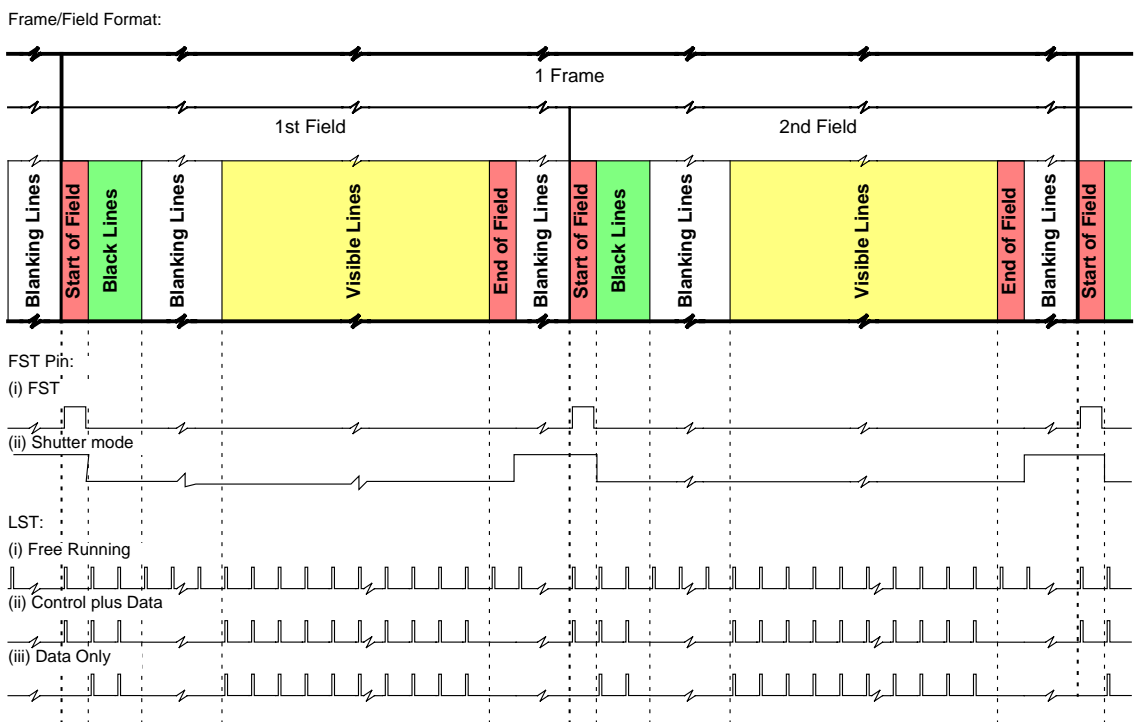 Frame/Field Format:
1 Frame
1st Field
2nd Field
Blanking Lines
Start of Field
Black Lines
Blanking Lines
Visible Lines
End of Field
Blanking Lines
Start of Field
Black Lines
Blanking Lines
Visible Lines
End of Field
Blanking Lines
Start of Field
FST Pin:
(i) FST
(ii) Shutter mode
LST:
(i) Free Running
(ii) Control plus Data
(iii) Data Only